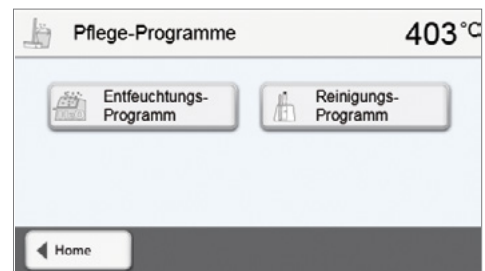 Pflege-Programme
403°C
Entfeuchtungs-
Programm
Reinigungs-
Programm
Home